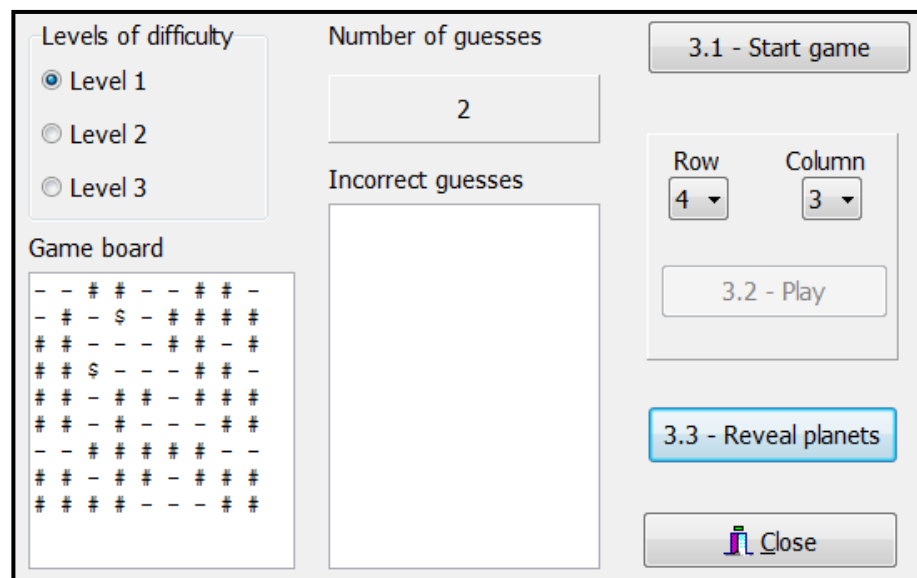 Levels of difficulty
Level 1
Level 2
Level 3
Number of guesses
2
3.1 - Start game
Row
Column
4
3
3.2 - Play
Incorrect guesses
Game board
- - # # - - # # -
- # - $ - # # # #
# # - - - # # - #
# # $ - - - # # -
# # - # # - # # #
# # - # - - - # #
- - # # # # # - -
# # - # # - # # #
# # # # - - - # #
3.3 - Reveal planets
Close